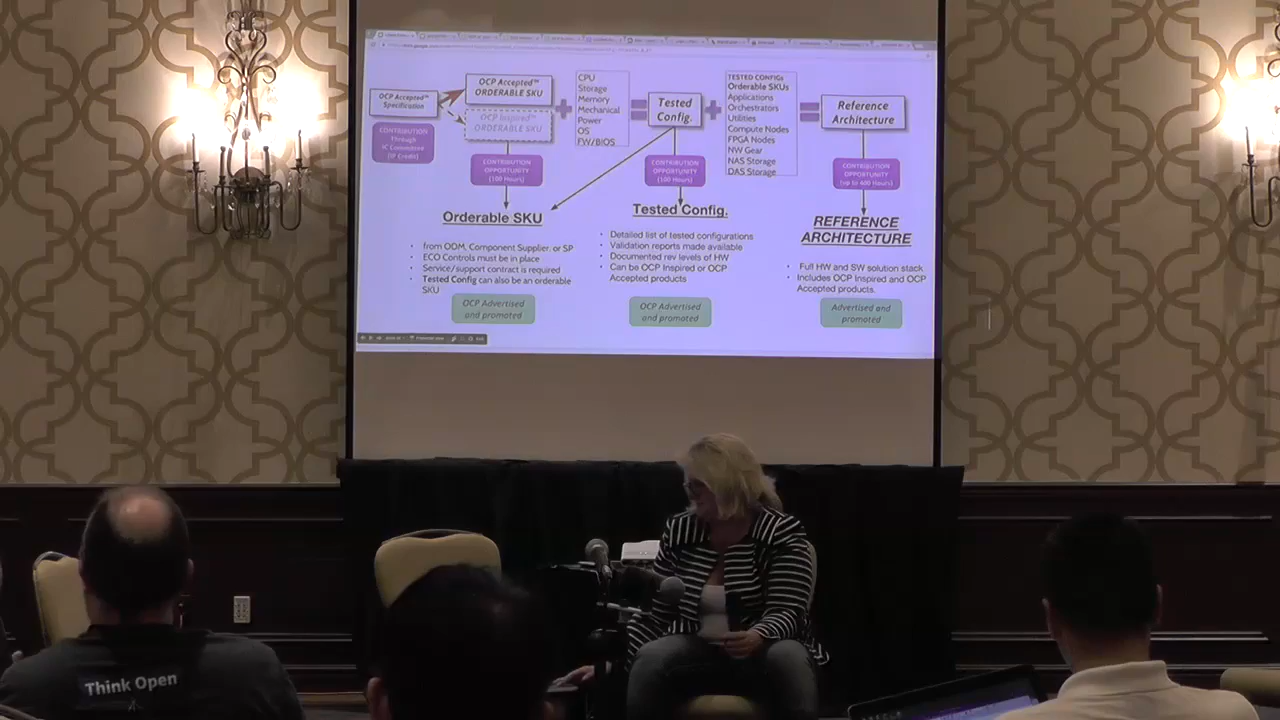 OCP Accepted™
Specification
CONTRIBUTION
Through
IC Committee
(IP Credit)
OCP Accepted™
ORDERABLE SKU
OCP Inspired™
ORDERABLE SKU
CPU
Storage
Memory
Mechanical
Power
OS
FW/BIOS
Tested
Config.
TESTED CONFIGs
Orderable SKUs
Applications
Orchestrators
Utilities
Compute Nodes
FPGA Nodes
NW Gear
NAS Storage
DAS Storage
Reference
Architecture
CONTRIBUTION
OPPORTUNITY
(100 Hours)
CONTRIBUTION
OPPORTUNITY
(100 Hours)
CONTRIBUTION
OPPORTUNITY
(up to 400 Hours)
Orderable SKU
from ODM, Component Supplier, or SP
ECO Controls must be in place
Service/support contract is required
Tested Config can also be an orderable
SKU
OCP Advertised
and promoted
Tested Config.
Detailed list of tested configurations
Validation reports made available
Documented rev levels of HW
Can be OCP Inspired or OCP
Accepted products
OCP Advertised
and promoted
REFERENCE
ARCHITECTURE
Full HW and SW solution stack
Includes OCP Inspired and OCP
Accepted products.
Advertised and
promoted
Think Open